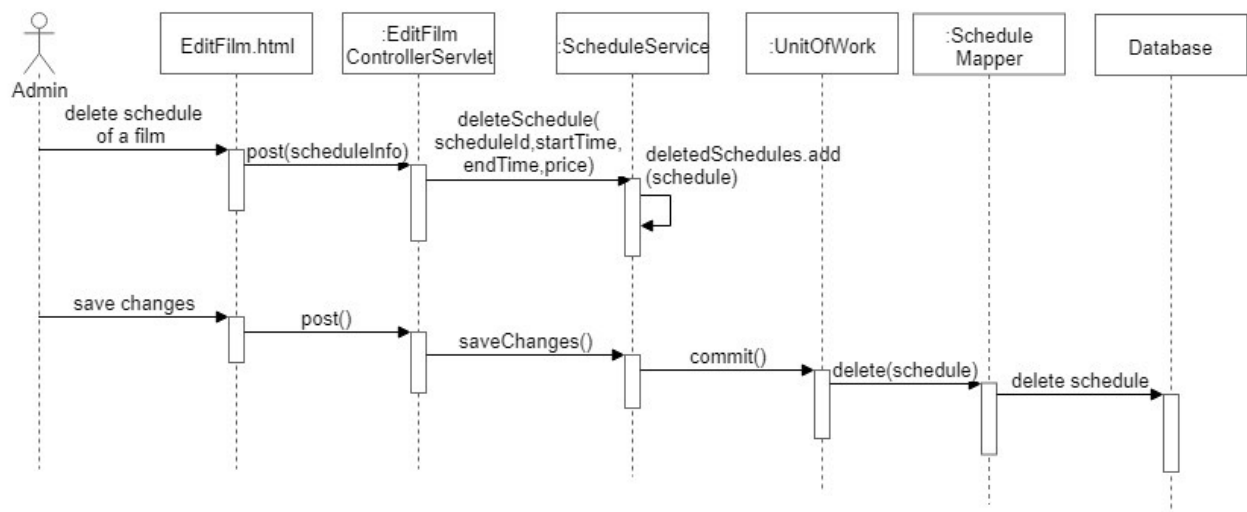 Admin
EditFilm.html
:EditFilm
ControllerServlet
:ScheduleService
:UnitOfWork
:Schedule
Mapper
Database
delete schedule
of a film
post(scheduleInfo)
deleteSchedule(
scheduleId,startTime,
endTime,price)
deletedSchedules.add
(schedule)
save changes
post()
saveChanges()
commit()
delete(schedule)
delete schedule